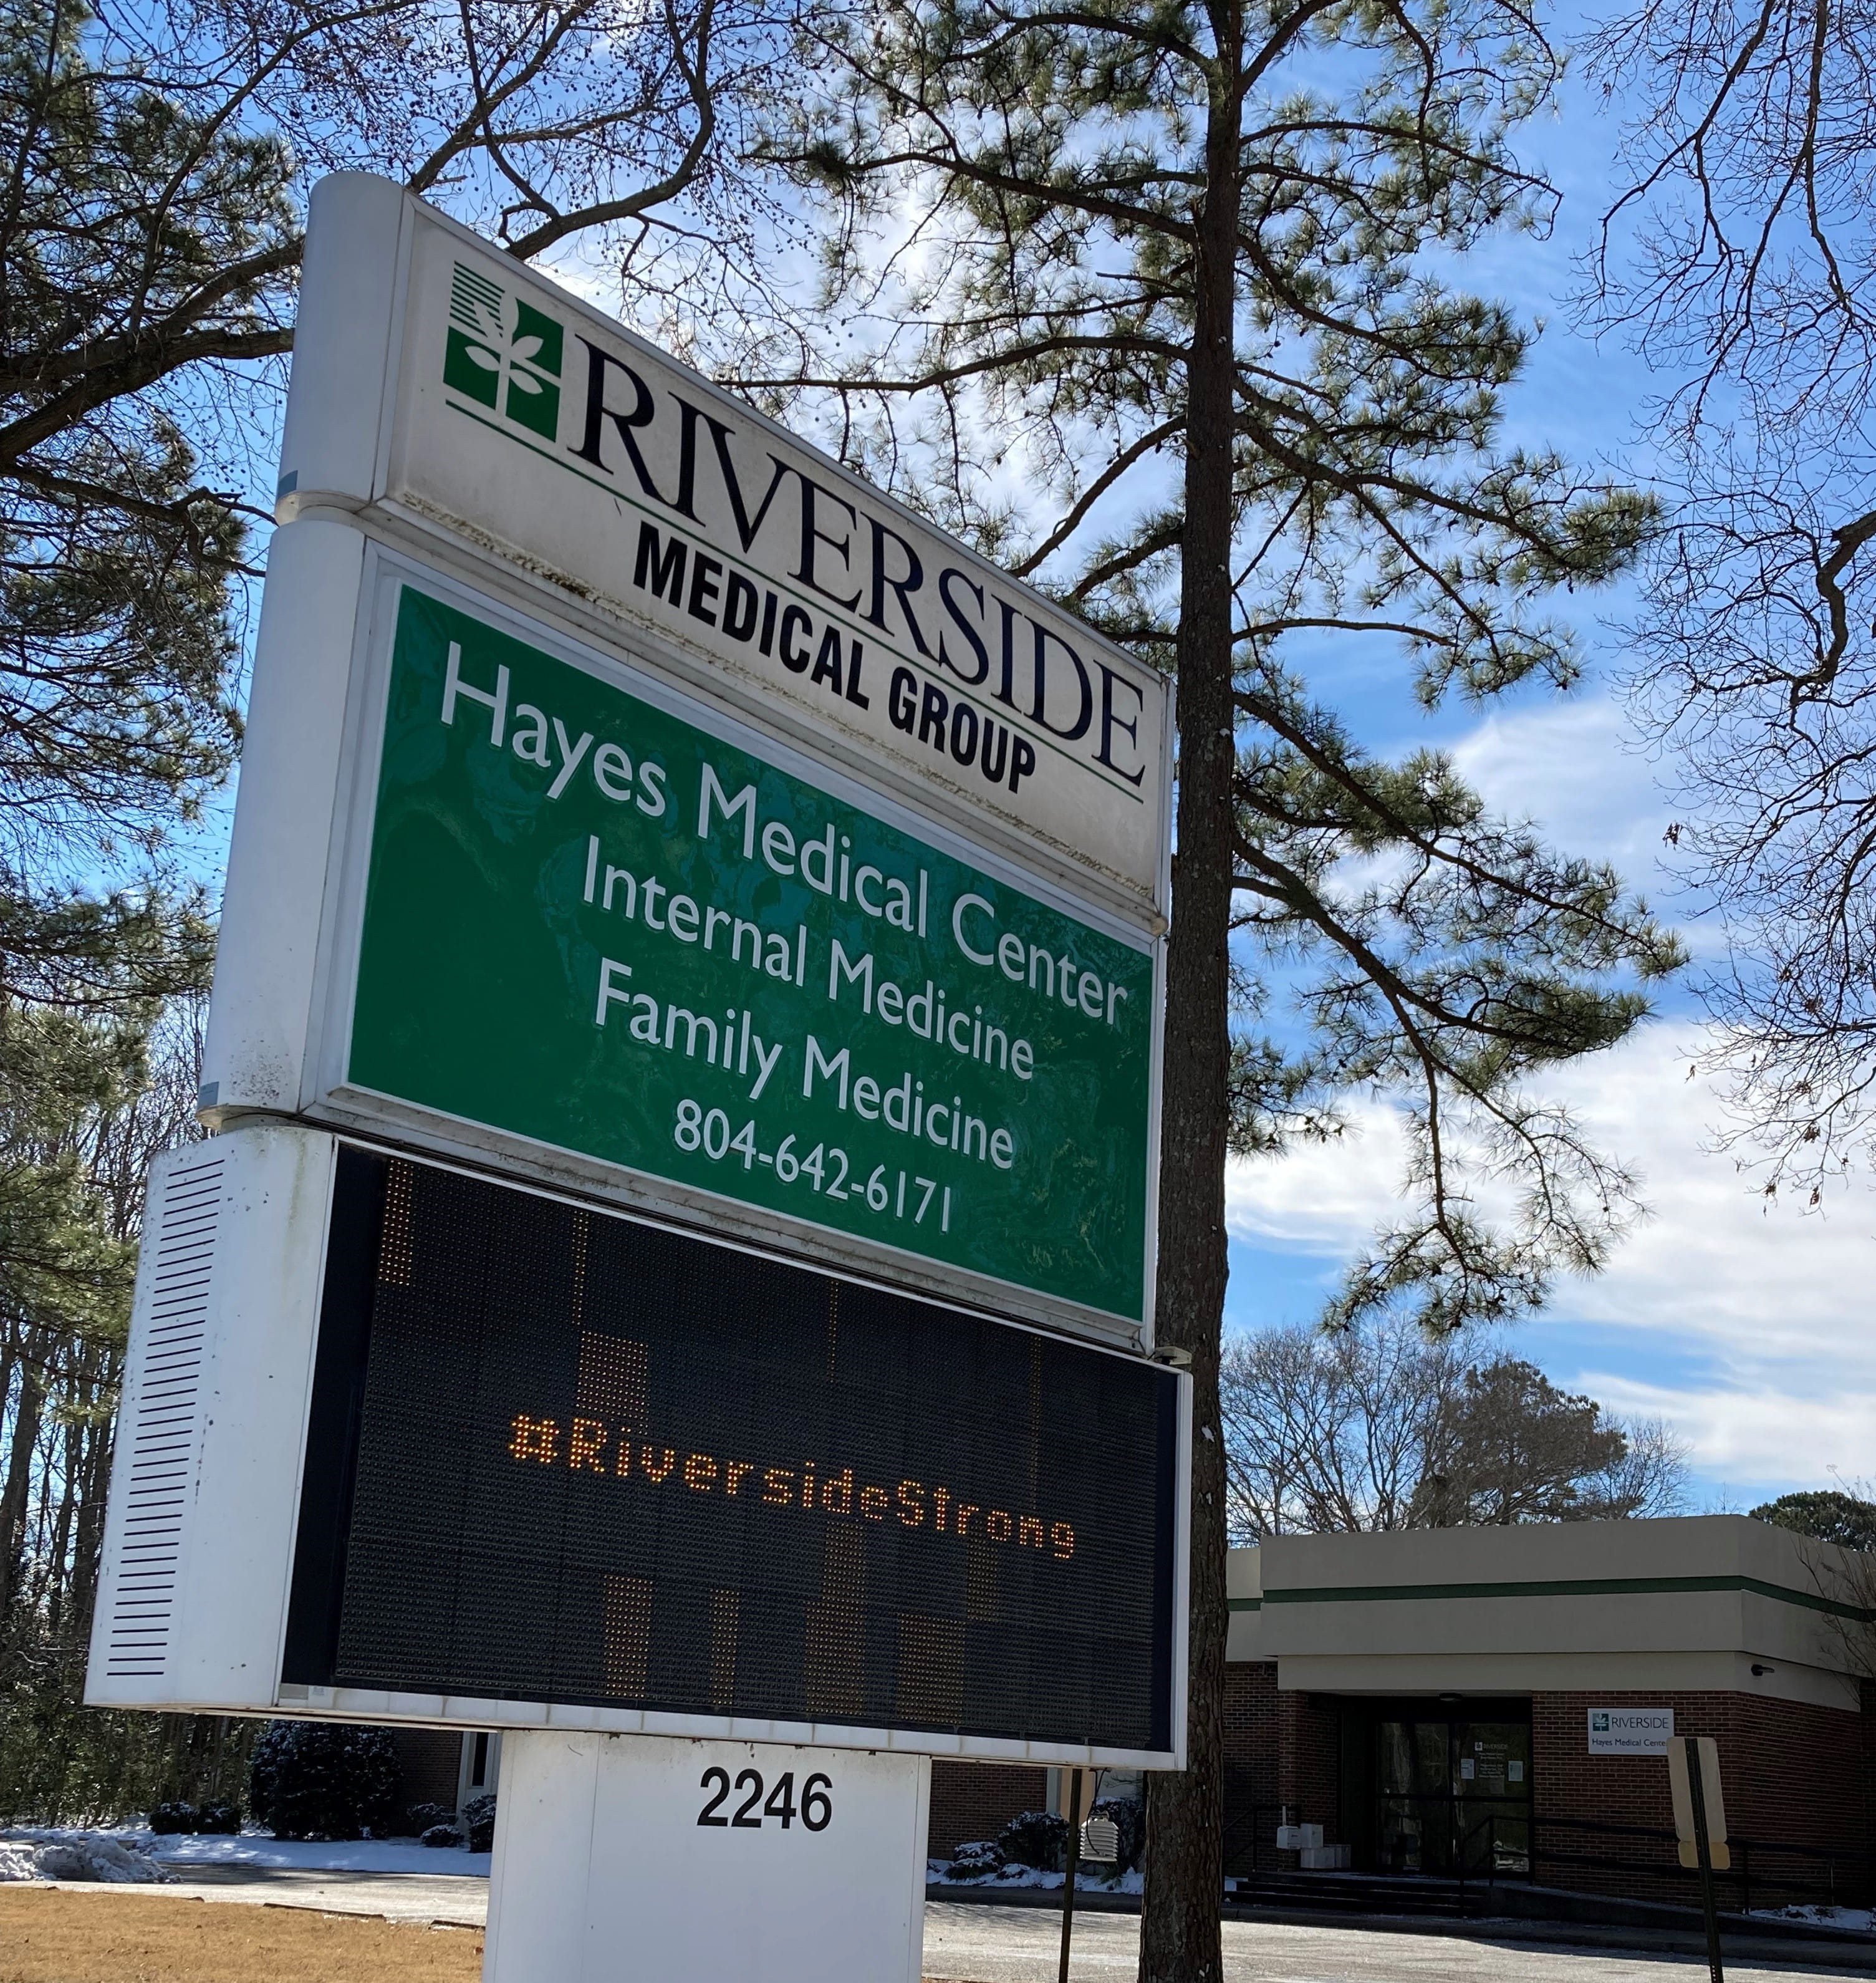 RIVERSIDE
MEDICAL GROUP
Hayes Medical Center
Internal Medicine
Family Medicine
804-642-6171
#RiversideStrong
2246
RIVERSIDE
Hayes Medical Center